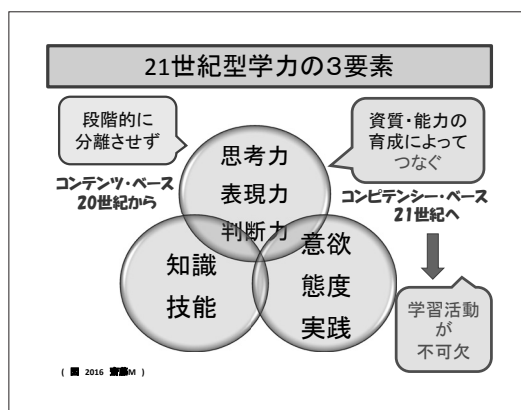 21世紀型学力の3要素
段階的に
分離させず
資質・能力の
育成によって
つなぐ
コンテンツ・ベース
20世紀から
コンピテンシー・ベース
21世紀へ
思考力
表現力
判断力
知識
技能
意欲
態度
実践
学習活動
が
不可欠
( 図 2016 齋藤M )